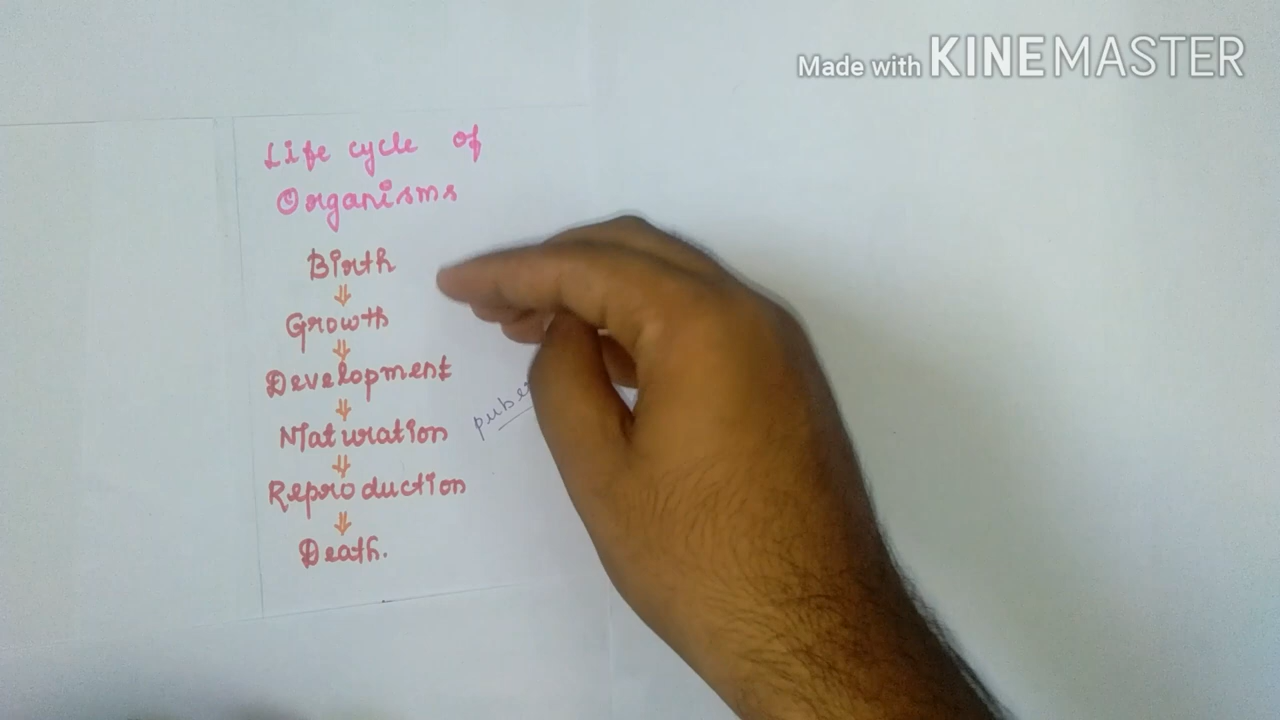 Made with KINEMASTER
Life cycle of
Organisms
Birth
⇓
Growth
⇓
Development
⇓
Maturation
⇓
Reproduction
⇓
Death.